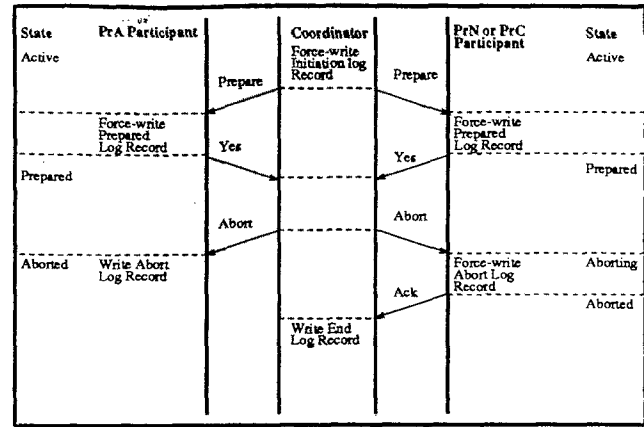 State
PrA Participant
Coordinator
PrN or PrC
Participant
State
Active
Force-write
Initiation log
Record
Active
Prepare
Prepare
Force-write
Prepared
Log Record
Force-write
Prepared
Log Record
Yes
Yes
Prepared
Prepared
Abort
Abort
Aborted
Write Abort
Log Record
Force-write
Abort Log
Record
Aborting
Ack
Aborted
Write End
Log Record